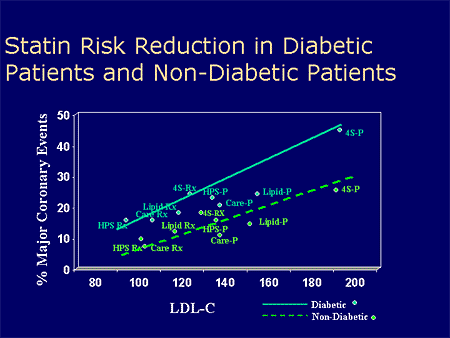 Statin Risk Reduction in Diabetic
Patients and Non-Diabetic Patients
% Major Coronary Events
50
40
30
20
10
0
4S-P
4S-Rx
HPS-P
Lipid-P
4S-P
Lipid-Rx
Care-P
HPS Rx
Care Rx
4S-RX
Lipid Rx
HPS-P
Lipid-P
HPS Rx
Care Rx
Care-P
80 100 120 140 160 180 200
LDL-C
Diabetic
Non-Diabetic